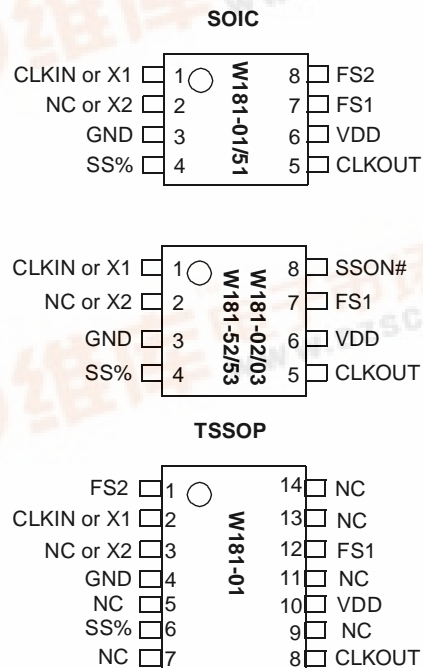 SOIC
CLKIN or X1 1 8 FS2
NC or X2 2 7 FS1
GND 3 6 VDD
SS% 4 5 CLKOUT
W181-01/51
CLKIN or X1 1 8 SSON#
NC or X2 2 7 FS1
GND 3 6 VDD
SS% 4 5 CLKOUT
W181-02/03
W181-52/53
TSSOP
FS2 1 14 NC
CLKIN or X1 2 13 NC
NC or X2 3 12 FS1
GND 4 11 NC
NC 5 10 VDD
SS% 6 9 NC
NC 7 8 CLKOUT
W181-01